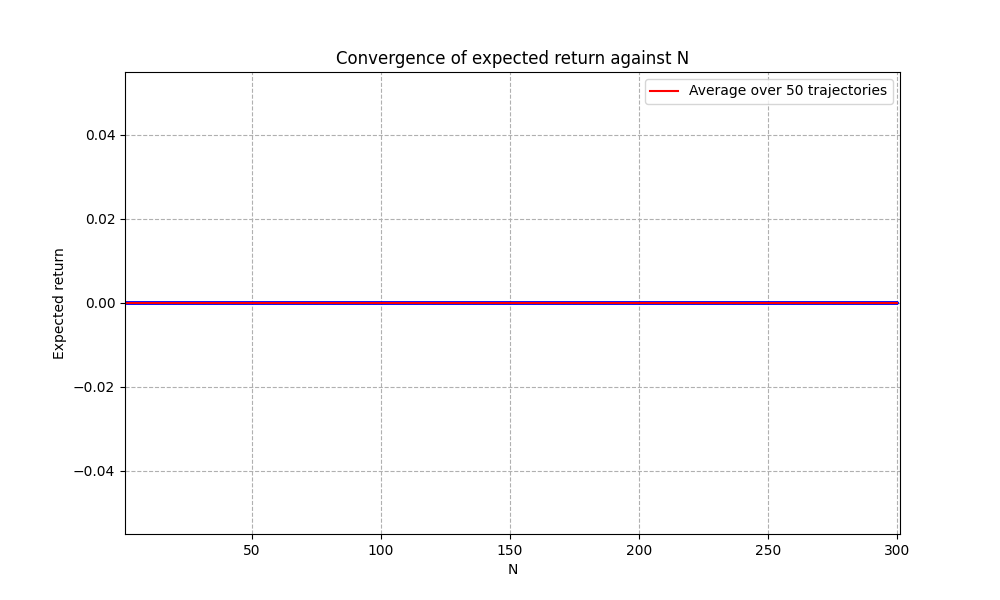 Convergence of expected return against N
Average over 50 trajectories
0.04
0.02
0.00
−0.02
−0.04
Expected return
50 100 150 200 250 300
N